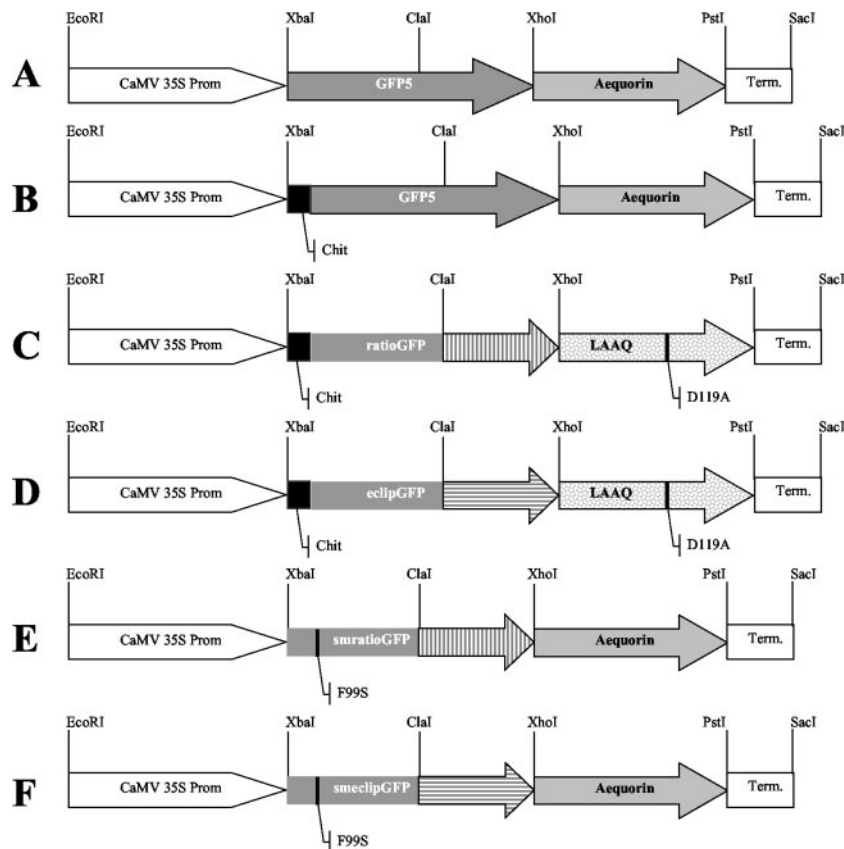 EcoRI XbaI ClaI XhoI PstI SacI
A CaMV 35S Prom GFP5 Aequorin Term.
EcoRI XbaI ClaI XhoI PstI SacI
B CaMV 35S Prom GFP5 Aequorin Term.
Chit
EcoRI XbaI ClaI XhoI PstI SacI
C CaMV 35S Prom ratioGFP LAAQ Term.
Chit D119A
EcoRI XbaI ClaI XhoI PstI SacI
D CaMV 35S Prom eclipGFP LAAQ Term.
Chit D119A
EcoRI XbaI ClaI XhoI PstI SacI
E CaMV 35S Prom smratioGFP Aequorin Term.
F99S
EcoRI XbaI ClaI XhoI PstI SacI
F CaMV 35S Prom smeclipGFP Aequorin Term.
F99S